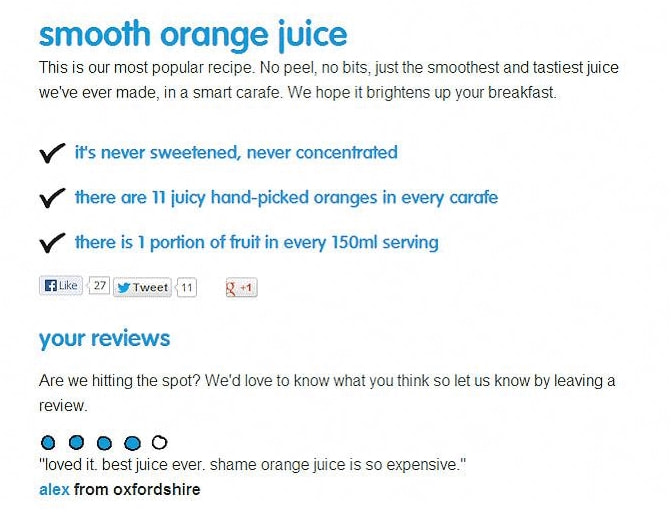 smooth orange juice
This is our most popular recipe. No peel, no bits, just the smoothest and tastiest juice
we've ever made, in a smart carafe. We hope it brightens up your breakfast.
it's never sweetened, never concentrated
there are 11 juicy hand-picked oranges in every carafe
there is 1 portion of fruit in every 150ml serving
Like 27 Tweet 11 +1
your reviews
Are we hitting the spot? We'd love to know what you think so let us know by leaving a
review.
"loved it. best juice ever. shame orange juice is so expensive."
alex from oxfordshire